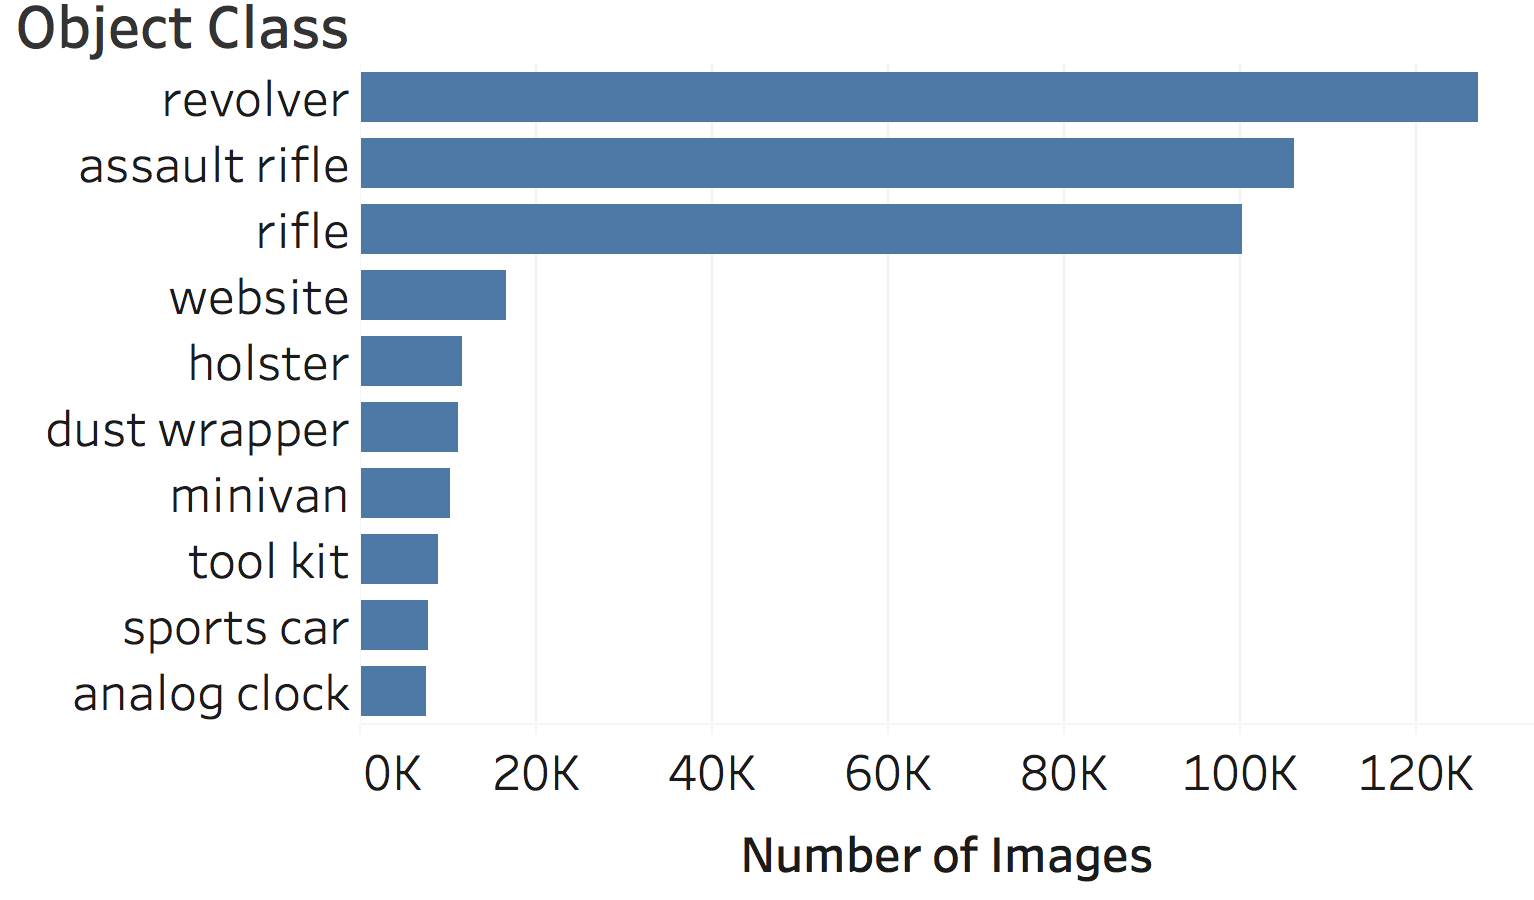 Object Class
revolver
assault rifle
rifle
website
holster
dust wrapper
minivan
tool kit
sports car
analog clock
0K 20K 40K 60K 80K 100K 120K
Number of Images